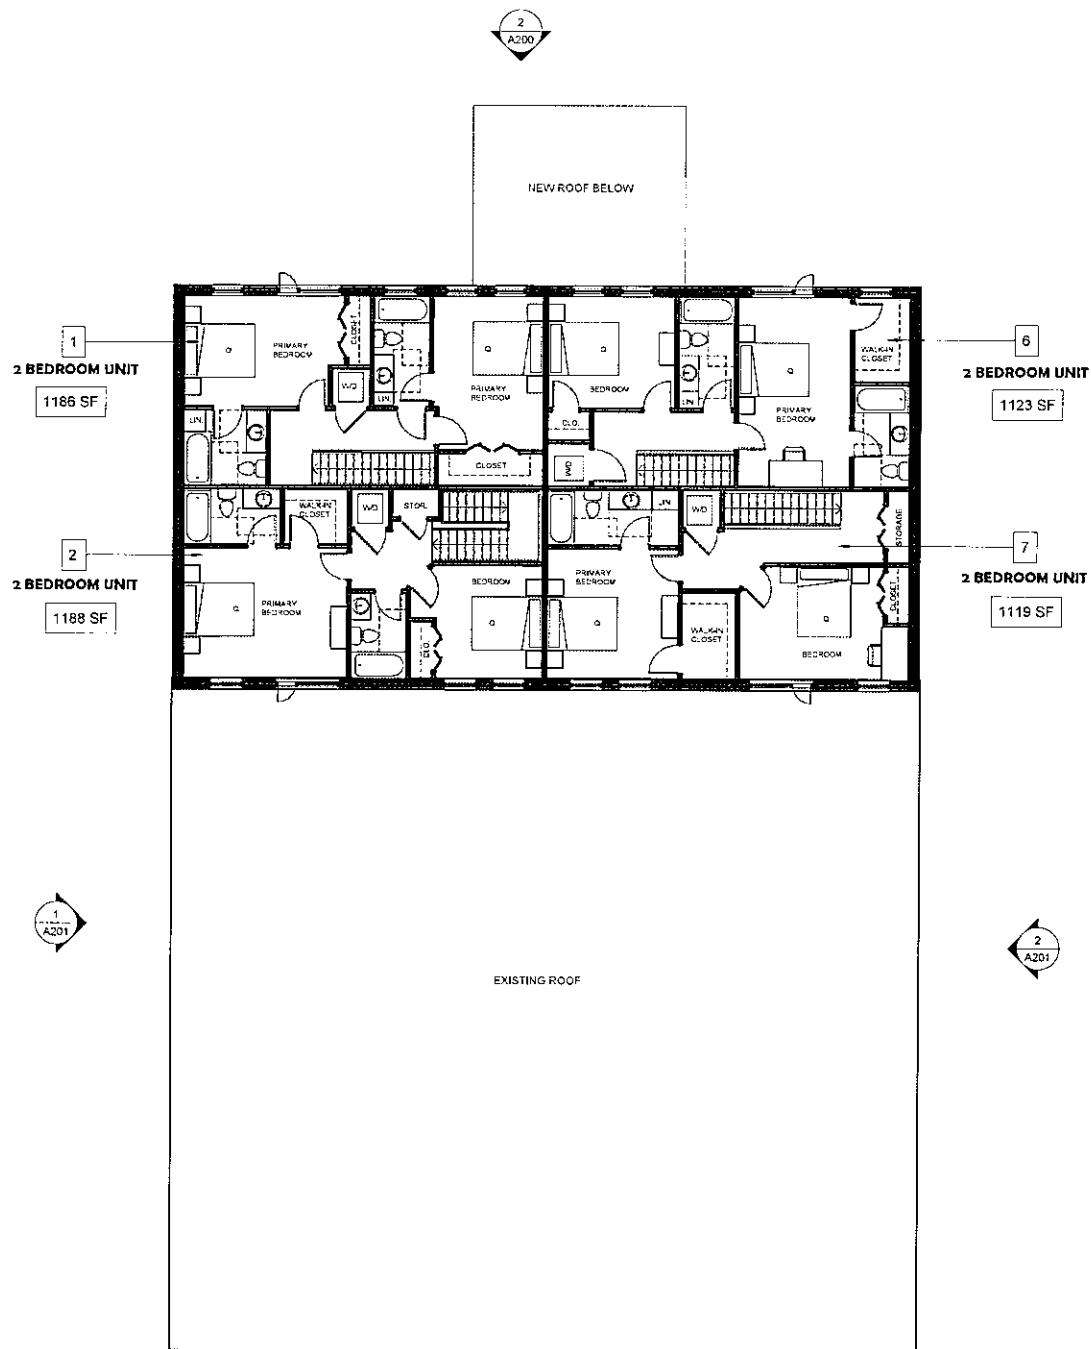 2
A200
NEW ROOF BELOW
1
2 BEDROOM UNIT
1186 SF
PRIMARY
BEDROOM
CLOSET
W/D
LIN.
LIN.
PRIMARY
BEDROOM
CLOSET
BEDROOM
CLO.
W/D
LIN.
PRIMARY
BEDROOM
WALK-IN
CLOSET
6
2 BEDROOM UNIT
1123 SF
2
2 BEDROOM UNIT
1188 SF
WALK-IN
CLOSET
W/D
STOR.
PRIMARY
BEDROOM
BEDROOM
CLO.
LIN.
W/D
PRIMARY
BEDROOM
WALK-IN
CLOSET
BEDROOM
STORAGE
CLOSET
7
2 BEDROOM UNIT
1119 SF
1
A201
2
A201
EXISTING ROOF